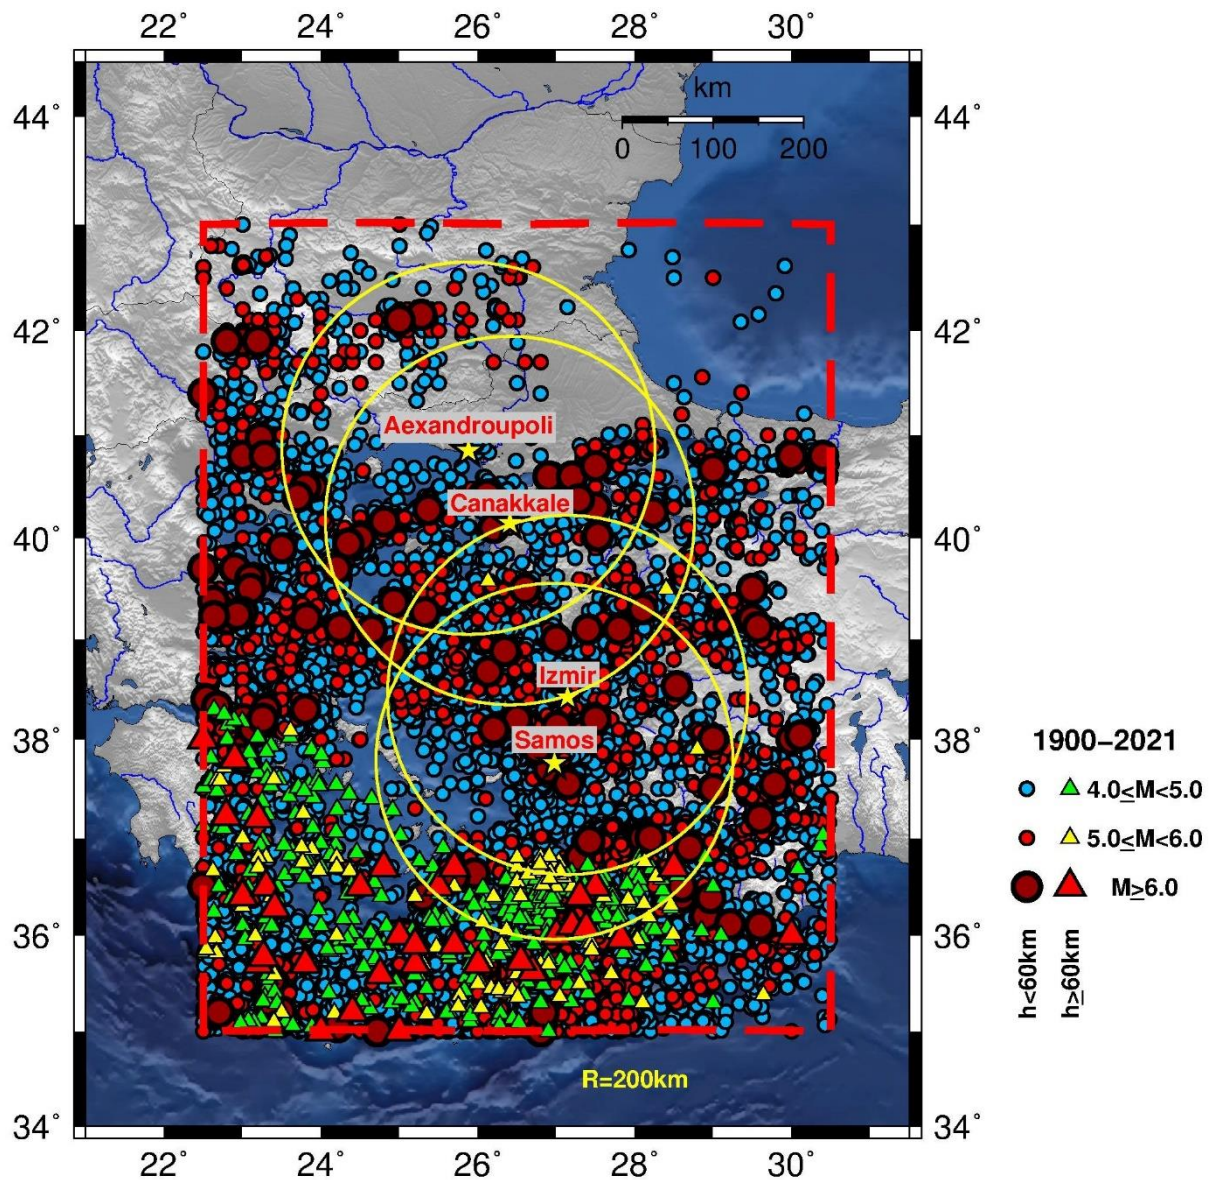 22° 24° 26° 28° 30°
km
44° 44°
0 100 200
42° 42°
Aexandroupoli
Canakkale
40° 40°
Izmir
Samos
38° 38°
1900-2021
4.0≤M<5.0
5.0≤M<6.0
M≥6.0
36° 36°
h<60km
h≥60km
R=200km
34° 34°
22° 24° 26° 28° 30°